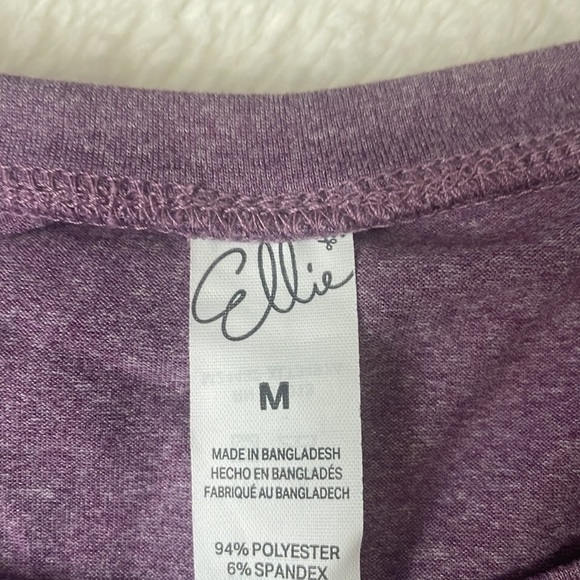 Ellie
M
MADE IN BANGLADESH
HECHO EN BANGLADÉS
FABRIQUÉ AU BANGLADECH
94% POLYESTER
6% SPANDEX